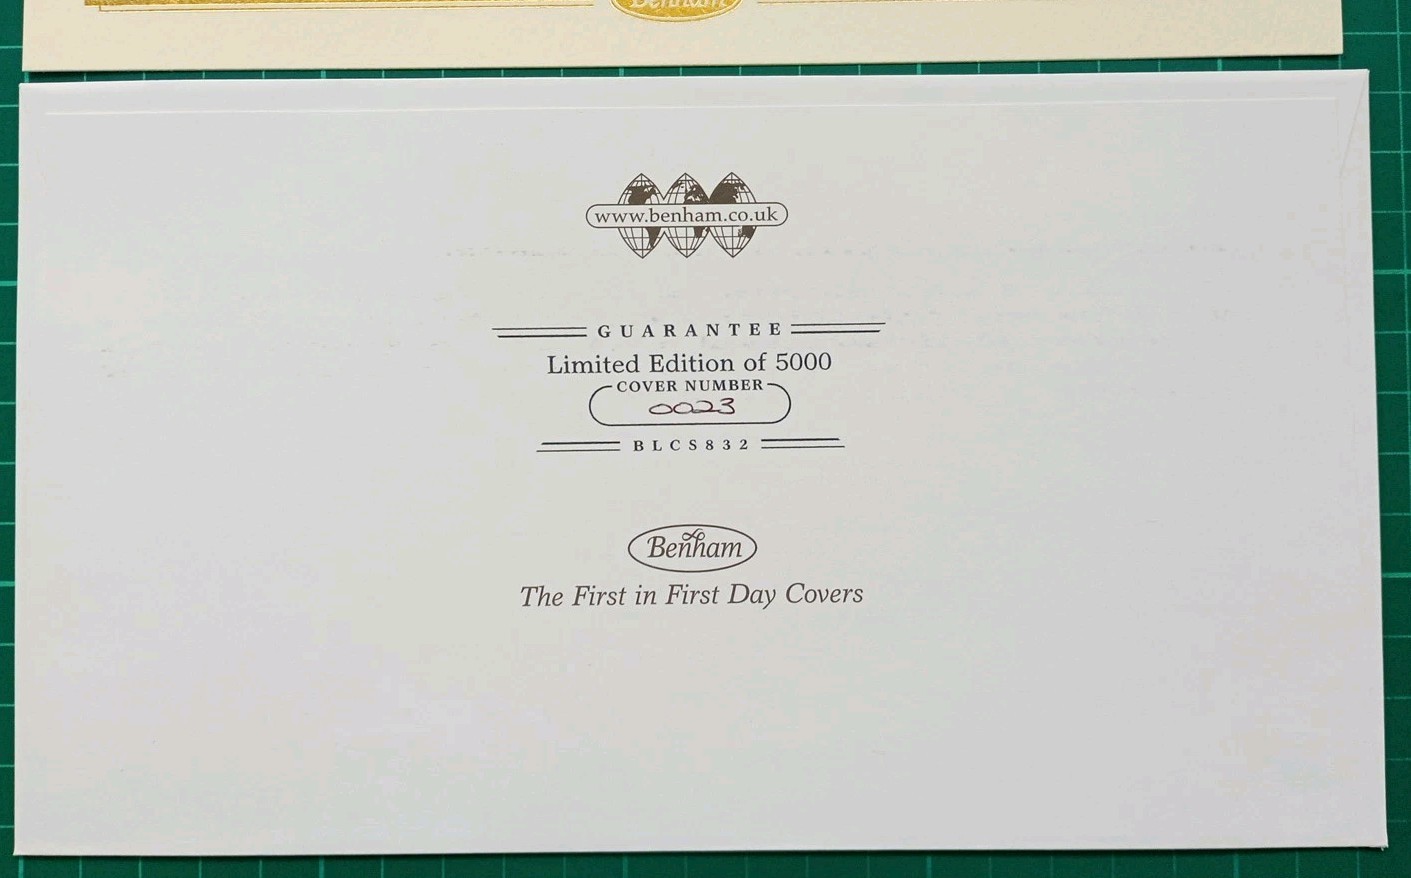 Benham
www.benham.co.uk
GUARANTEE
Limited Edition of 5000
COVER NUMBER
0023
BLCS832
Benham
The First in First Day Covers